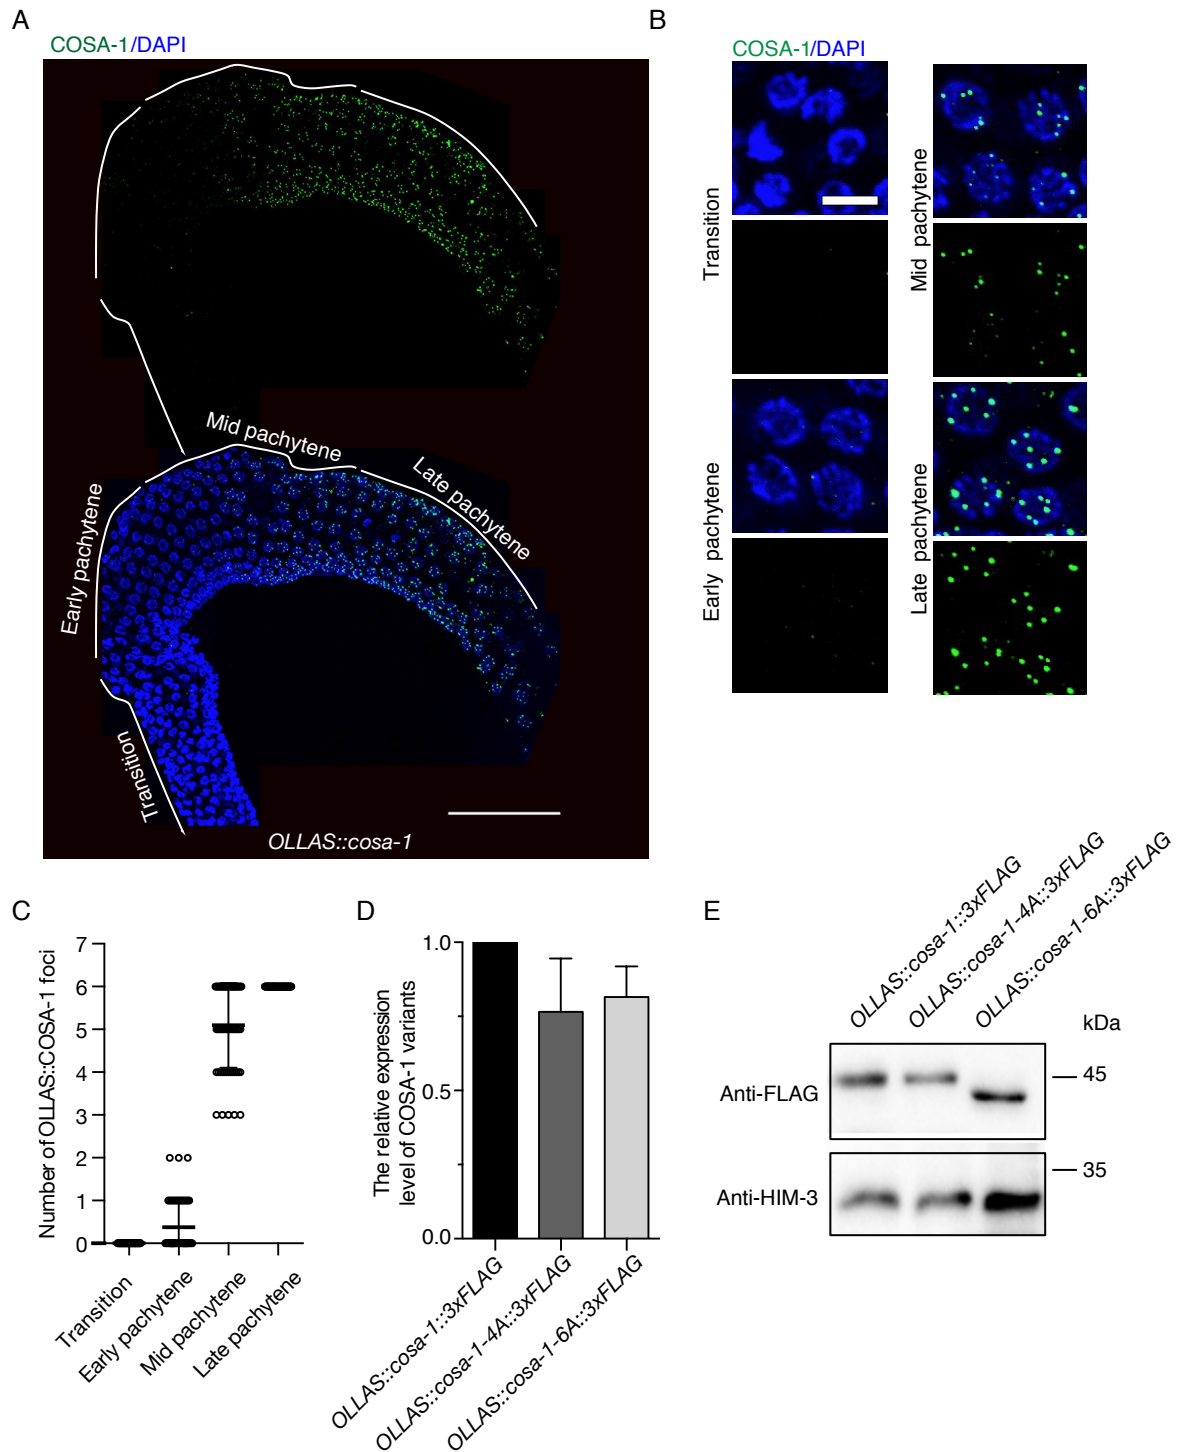 A
COSA-1/DAPI
Mid pachytene
Late pachytene
Early pachytene
Transition
OLLAS::cosa-1
B
COSA-1/DAPI
Transition
Mid pachytene
Early pachytene
Late pachytene
C
Number of OLLAS::COSA-1 foci
7
6
5
4
3
2
1
0
Transition
Early pachytene
Mid pachytene
Late pachytene
D
The relative expression
level of COSA-1 variants
1.0
0.5
0.0
OLLAS::cosa-1::3xFLAG
OLLAS::cosa-1-4A::3xFLAG
OLLAS::cosa-1-6A::3xFLAG
E
OLLAS::cosa-1::3xFLAG
OLLAS::cosa-1-4A::3xFLAG
OLLAS::cosa-1-6A::3xFLAG
kDa
Anti-FLAG
45
35
Anti-HIM-3